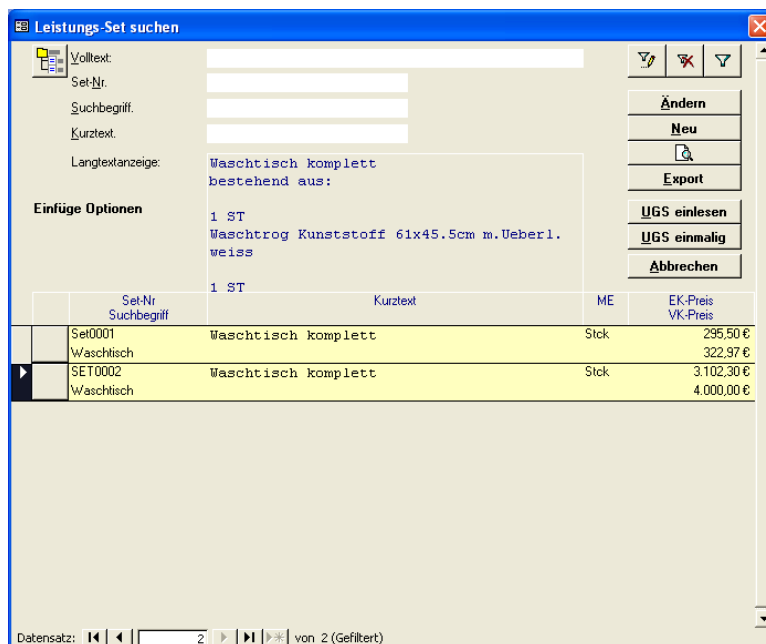 Leistungs-Set suchen
Volltext:
Set-Nr.
Suchbegriff.
Kurztext.
Langtextanzeige:
Waschtisch komplett
bestehend aus:
1 ST
Waschtrog Kunststoff 61x45.5cm m.Ueberl.
weiss
1 ST
Einfüge Optionen
Ändern
Neu
Export
UGS einlesen
UGS einmalig
Abbrechen
Set-Nr Kurztext ME EK-Preis
Suchbegriff VK-Preis
Set0001 Waschtisch komplett Stck 295,50 €
Waschtisch 322,97 €
SET0002 Waschtisch komplett Stck 3.102,30 €
Waschtisch 4.000,00 €
Datensatz: 2 von 2 (Gefiltert)